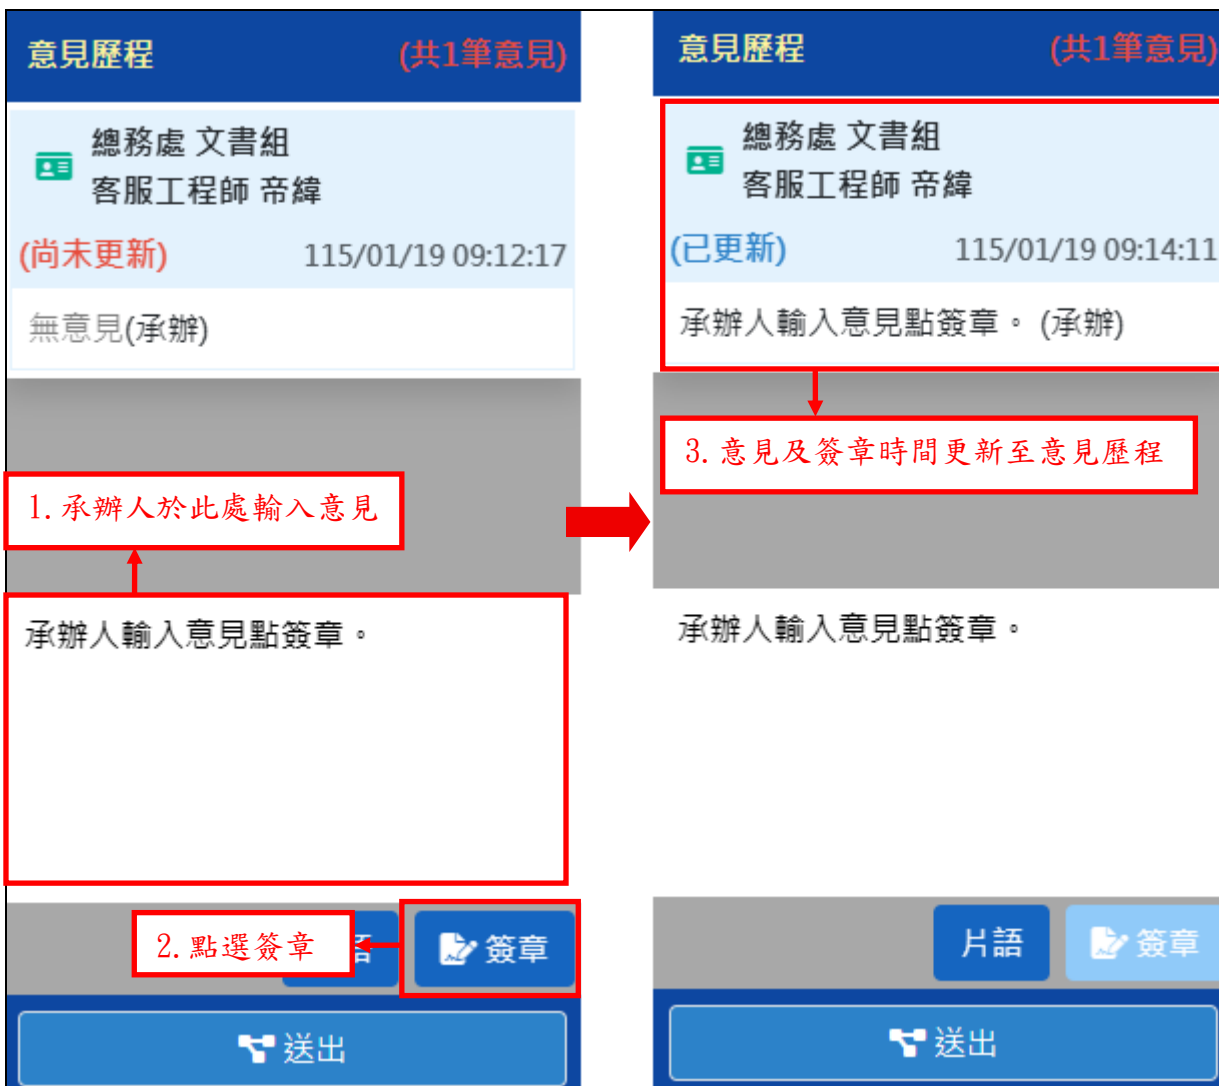 意見歷程 (共1筆意見)
總務處 文書組
客服工程師 帝緯
(尚未更新) 115/01/19 09:12:17
無意見(承辦)
1.承辦人於此處輸入意見
承辦人輸入意見點簽章。
2.點選簽章
語 簽章
送出
意見歷程 (共1筆意見)
總務處 文書組
客服工程師 帝緯
(已更新) 115/01/19 09:14:11
承辦人輸入意見點簽章。 (承辦)
3.意見及簽章時間更新至意見歷程
承辦人輸入意見點簽章。
片語 簽章
送出